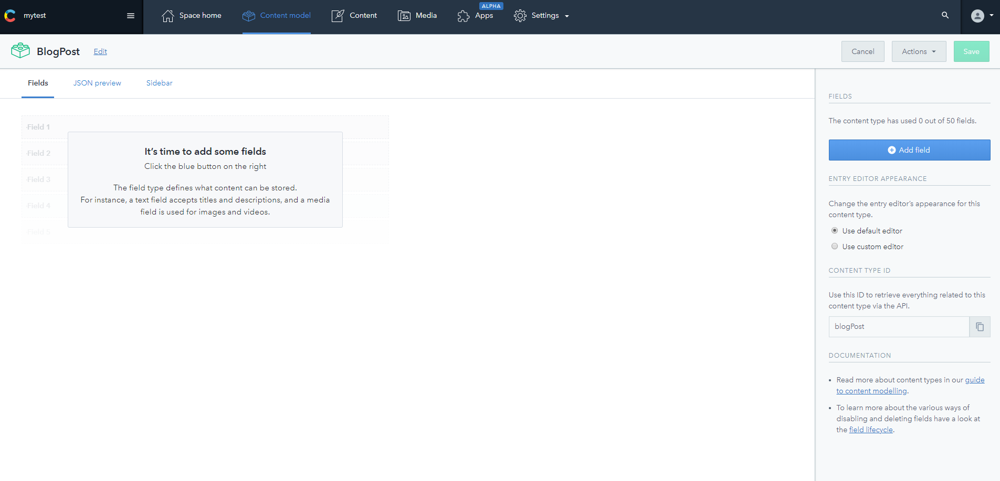 mytest
Space home
Content model
Content
Media
ALPHA
Apps
Settings
BlogPost
Edit
Cancel
Actions
Save
Fields
JSON preview
Sidebar
Field 1
Field 2
Field 3
Field 4
Field 5
It's time to add some fields
Click the blue button on the right
The field type defines what content can be stored.
For instance, a text field accepts titles and descriptions, and a media
field is used for images and videos.
FIELDS
The content type has used 0 out of 50 fields.
Add field
ENTRY EDITOR APPEARANCE
Change the entry editor's appearance for this
content type.
Use default editor
Use custom editor
CONTENT TYPE ID
Use this ID to retrieve everything related to this
content type via the API.
blogPost
DOCUMENTATION
• Read more about content types in our guide
to content modelling.
• To learn more about the various ways of
disabling and deleting fields have a look at
the field lifecycle.